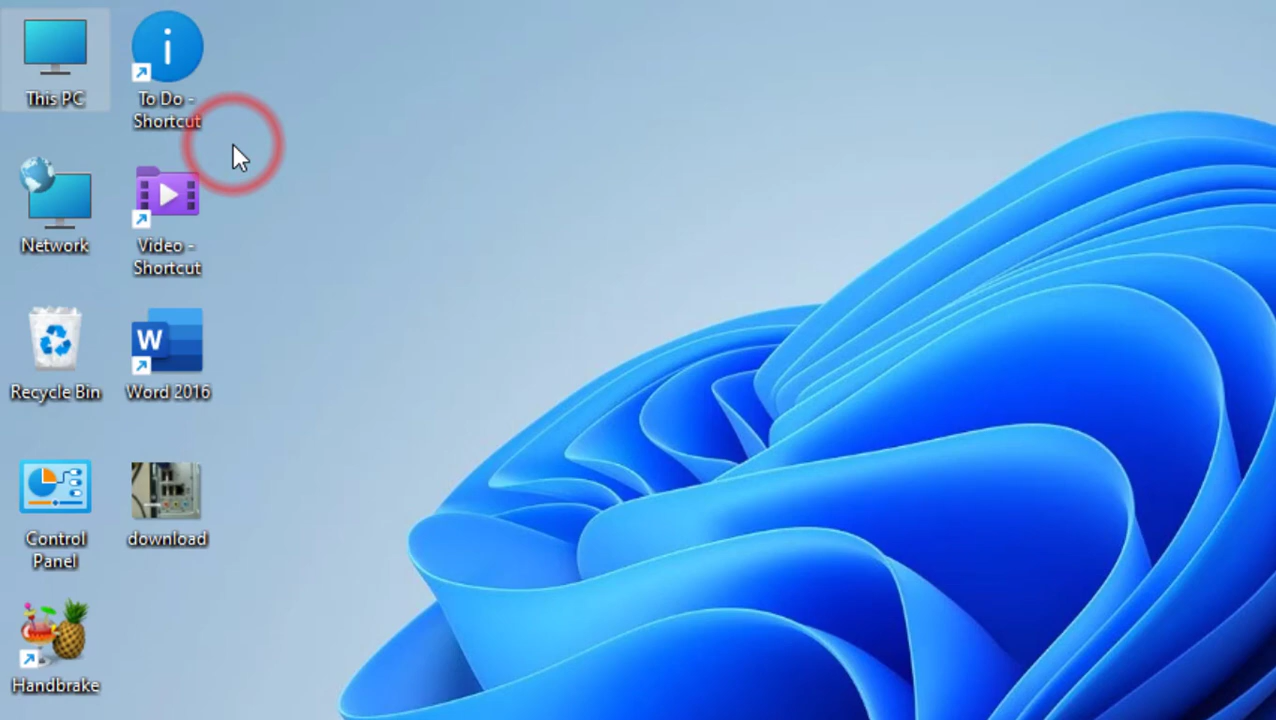 This PC
To Do -
Shortcut
Network
Video -
Shortcut
Recycle Bin
W
Word 2016
Control
Panel
download
Handbrake